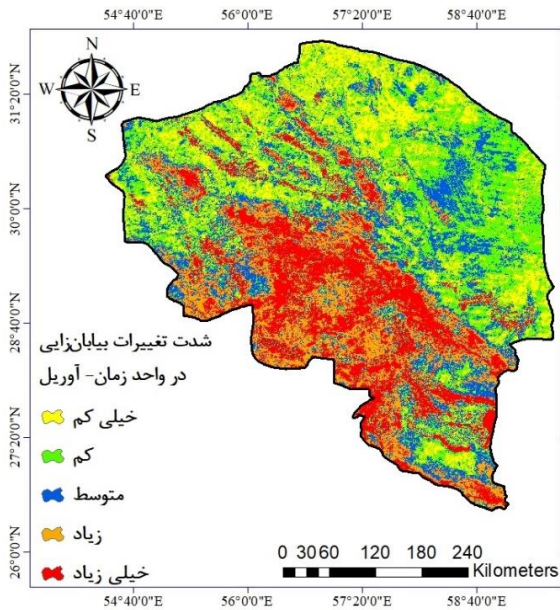 54°4'0"E 56°0'0"E 57°20'0"E 58°40'0"E
N
W E
S
31°20'0"N
30°0'0"N
28°40'0"N
27°20'0"N
26°0'0"N
شدت تغییرات بیابان‌زایی
در واحد زمان- آوریل
خیلی کم
کم
متوسط
زیاد
خیلی زیاد
0 30 60 120 180 240
Kilometers
54°40'0"E 56°0'0"E 57°20'0"E 58°40'0"E